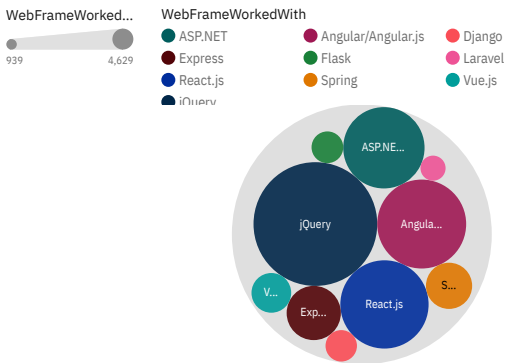 WebFrameWorked...
939
4,629
WebFrameWorkedWith
ASP.NET
Angular/Angular.js
Django
Express
Flask
Laravel
React.js
Spring
Vue.js
jQuery
ASP.NE...
jQuery
Angula...
V...
Exp...
React.js
S...